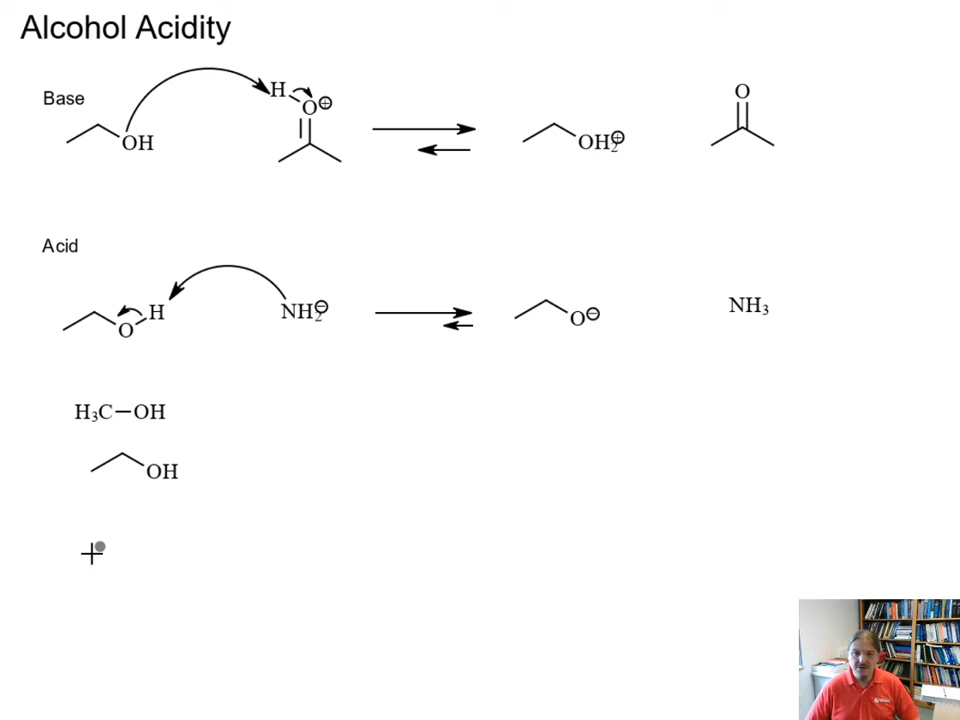 Alcohol Acidity
Base
OH
H
O⊕
OH₂⊕
O
Acid
H
O
NH₂⊖
O⊖
NH₃
H₃C−OH
OH